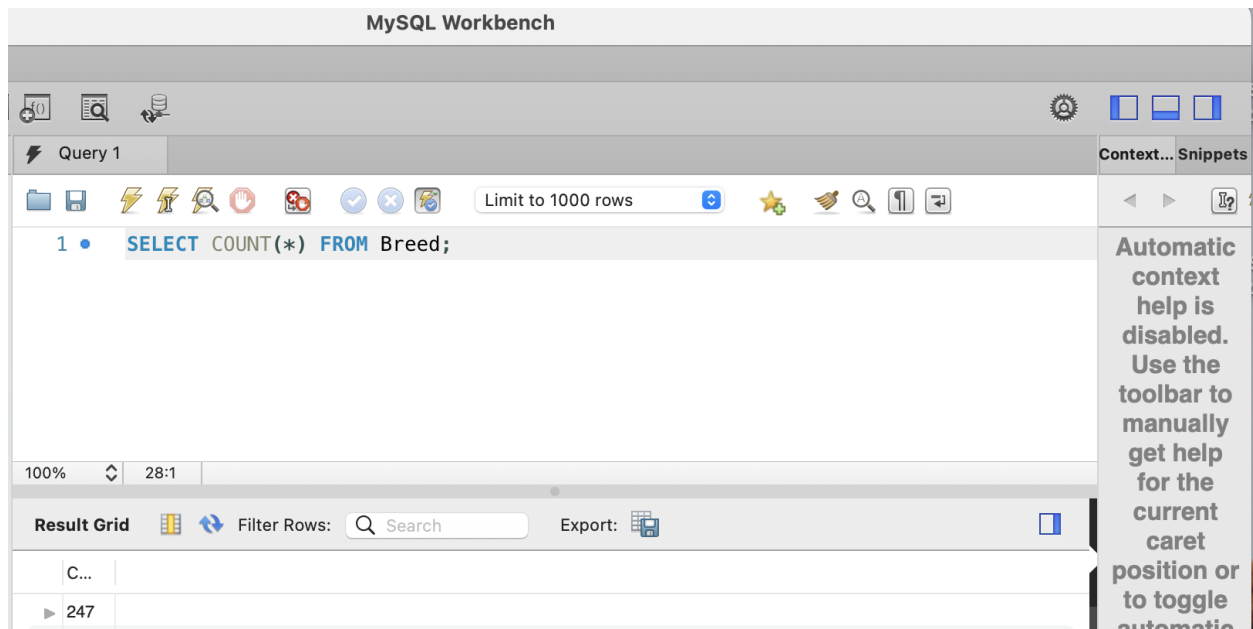 MySQL Workbench
f()
Query 1
Context... Snippets
Limit to 1000 rows
1 SELECT COUNT(*) FROM Breed;
Automatic
context
help is
disabled.
Use the
toolbar to
manually
get help
for the
current
caret
position or
to toggle
automatic
100% 28:1
Result Grid Filter Rows: Search Export:
C...
247